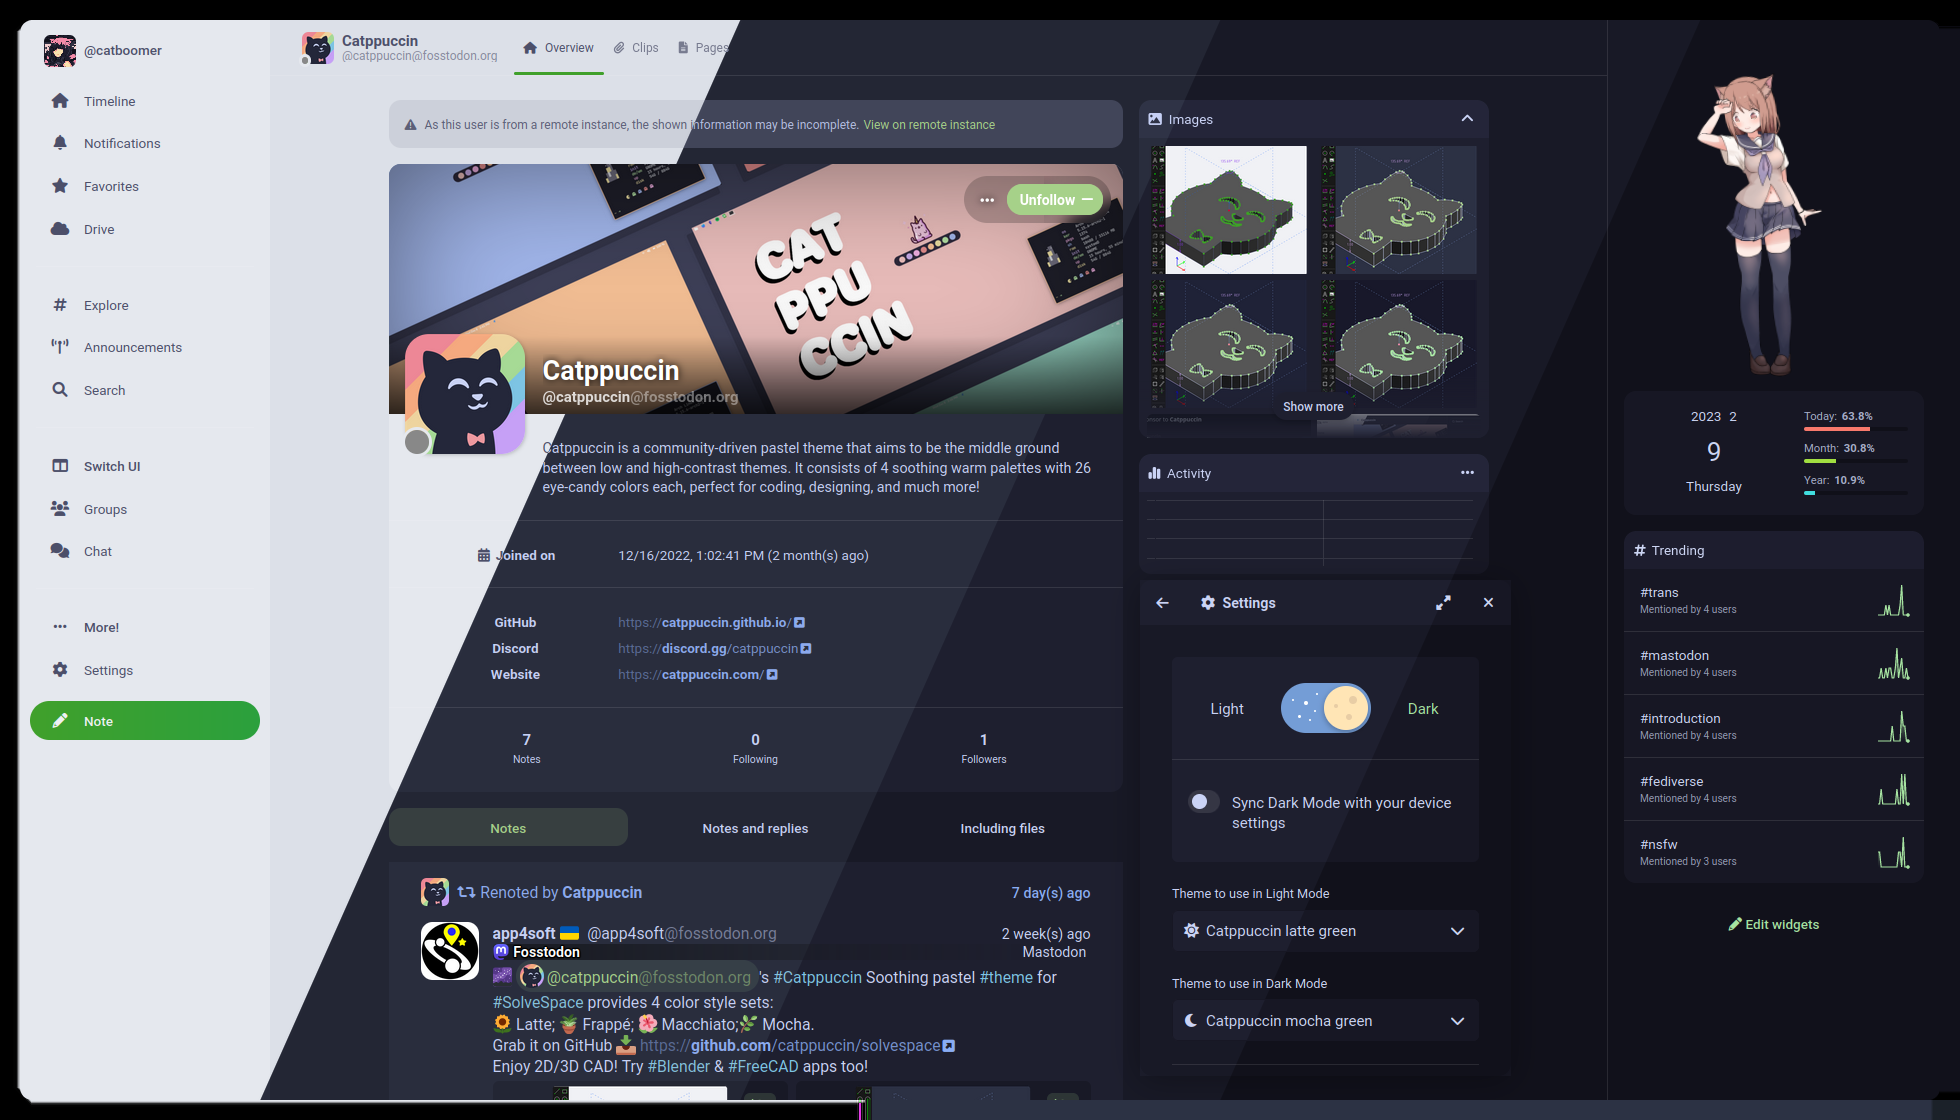 @catboomer
Timeline
Notifications
Favorites
Drive
Explore
Announcements
Search
Switch UI
Groups
Chat
More!
Settings
Note
Catppuccin
@catppuccin@fosstodon.org
Overview
Clips
Pages
As this user is from a remote instance, the shown information may be incomplete. View on remote instance
Unfollow
CAT
PPU
CCIN
Catppuccin
@catppuccin@fosstodon.org
Catppuccin is a community-driven pastel theme that aims to be the middle ground
between low and high-contrast themes. It consists of 4 soothing warm palettes with 26
eye-candy colors each, perfect for coding, designing, and much more!
Joined on 12/16/2022, 1:02:41 PM (2 month(s) ago)
GitHub https://catppuccin.github.io/
Discord https://discord.gg/catppuccin
Website https://catppuccin.com/
7 0 1
Notes Following Followers
Notes Notes and replies Including files
Renoted by Catppuccin 7 day(s) ago
app4soft @app4soft@fosstodon.org 2 week(s) ago
Fosstodon Mastodon
@catppuccin@fosstodon.org 's #Catppuccin Soothing pastel #theme for
#SolveSpace provides 4 color style sets:
🌻 Latte; 🪴 Frappé; 🌺 Macchiato;🌿 Mocha.
Grab it on GitHub 📥 https://github.com/catppuccin/solvespace
Enjoy 2D/3D CAD! Try #Blender & #FreeCAD apps too!
Images
Show more
Activity
Settings
Light Dark
Sync Dark Mode with your device
settings
Theme to use in Light Mode
Catppuccin latte green
Theme to use in Dark Mode
Catppuccin mocha green
2023 2
9
Thursday
Today: 63.8%
Month: 30.8%
Year: 10.9%
Trending
#trans
Mentioned by 4 users
#mastodon
Mentioned by 4 users
#introduction
Mentioned by 4 users
#fediverse
Mentioned by 4 users
#nsfw
Mentioned by 3 users
Edit widgets